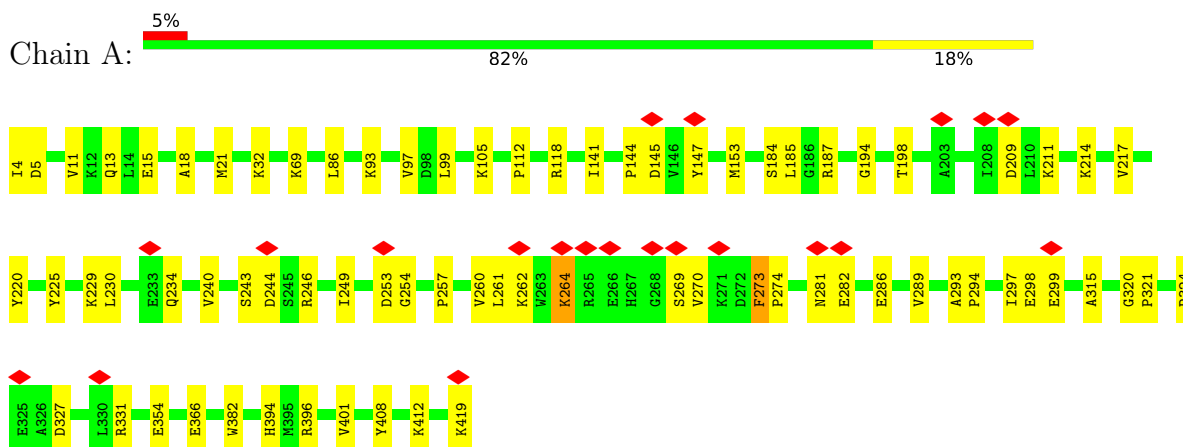 5%
Chain A:
82% 18%
I4 D5 V11 K12 Q13 L14 E15 A18 M21 K32 K69 L86 K93 V97 D98 L99 K105 P112 R118 I141 P144 D145 V146 Y147 M153 S184 L185 G186 R187 G194 T198 A203 I208 D209 L210 K211 K214 V217
Y220 Y225 K229 L230 E233 Q234 V240 S243 D244 S245 R246 I249 D253 G254 P257 V260 L261 K262 W263 K264 R265 E266 H267 G268 S269 V270 K271 D272 F273 P274 N281 E282 E286 V289 A293 P294 I297 E298 E299 A315 G320 P321
E325 A326 D327 L330 R331 E354 E366 W382 H394 M395 R396 V401 Y408 K412 K419